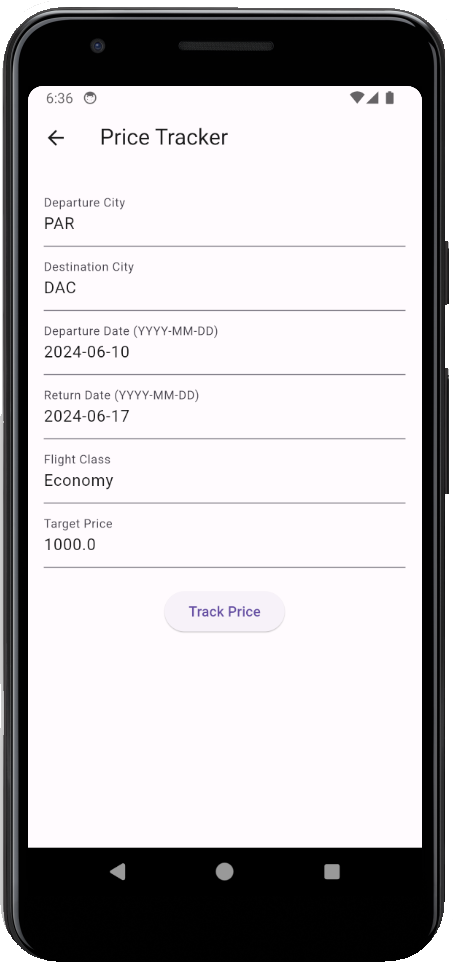 6:36
Price Tracker
Departure City
PAR
Destination City
DAC
Departure Date (YYYY-MM-DD)
2024-06-10
Return Date (YYYY-MM-DD)
2024-06-17
Flight Class
Economy
Target Price
1000.0
Track Price